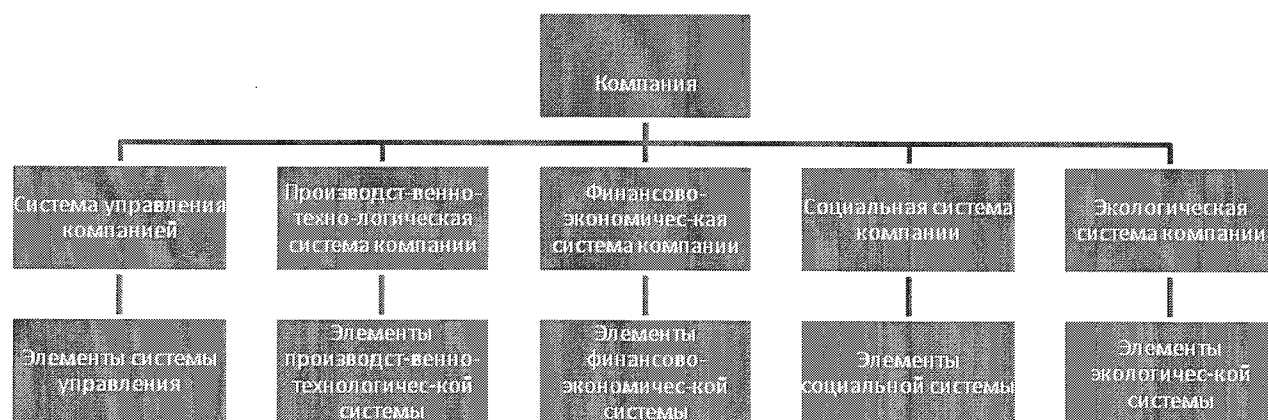 Компания
Система управления
компанией
Производст-венно-
техно-логическая
система компании
Финансово-
экономичес-кая
система компании
Социальная система
компании
Экологическая
система компании
Элементы системы
управления
Элементы
производст-венно-
технологичес-кой
системы
Элементы
финансово-
экономичес-кой
системы
Элементы
социальной системы
Элементы
экологичес-кой
системы